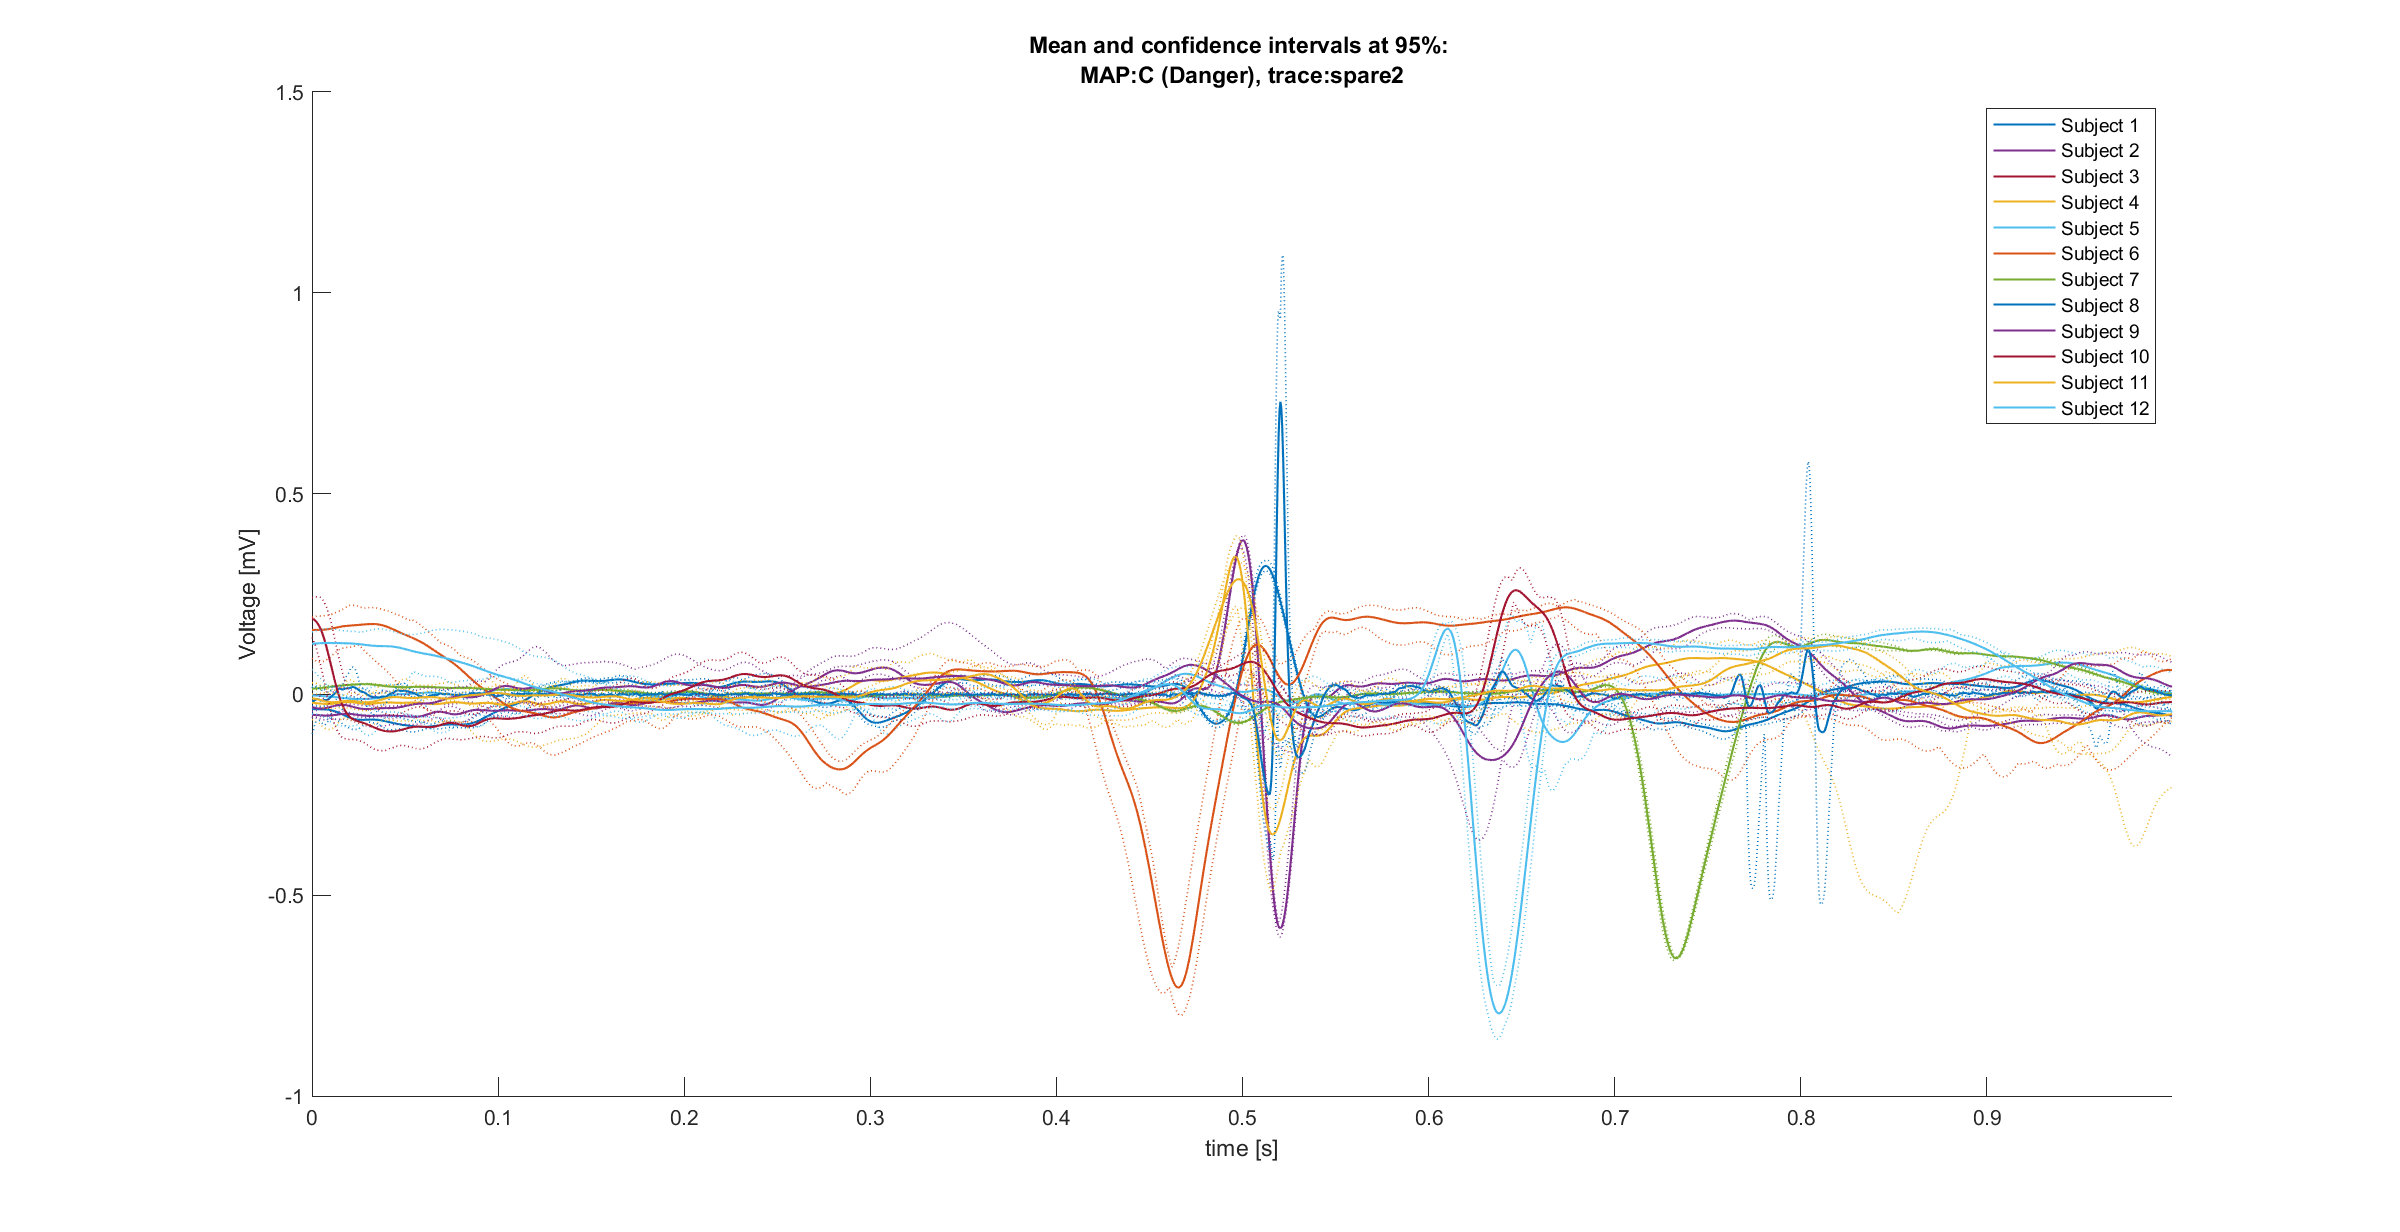 Mean and confidence intervals at 95%:
MAP:C (Danger), trace:spare2
1.5
1
0.5
0
-0.5
-1
Voltage [mV]
0 0.1 0.2 0.3 0.4 0.5 0.6 0.7 0.8 0.9
time [s]
Subject 1
Subject 2
Subject 3
Subject 4
Subject 5
Subject 6
Subject 7
Subject 8
Subject 9
Subject 10
Subject 11
Subject 12